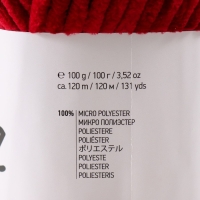 ℮ 100 g / 100 г / 3,52 oz
ca. 120 m / 120 м / 131 yds
100% MICRO POLYESTER
МИКРО ПОЛИЭСТЕР
POLIESTERE
POLIÉSTER
ポリエステル
POLYESTE
POLIESTER
POLIESTERIS